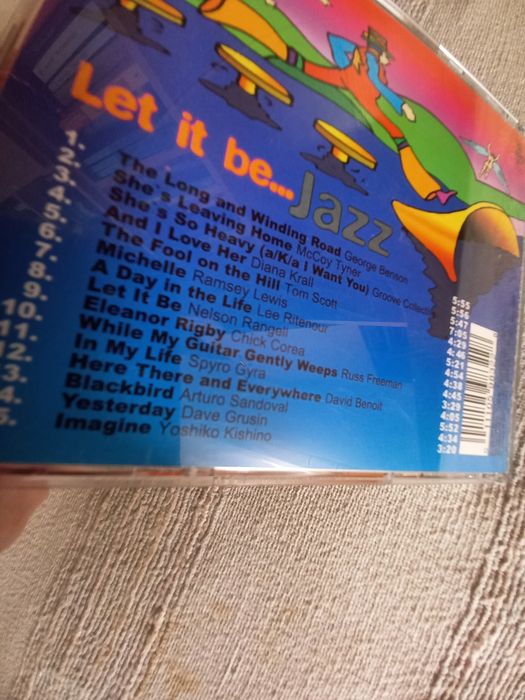 Let it be... Jazz
1. The Long and Winding Road George Benson 5:55
2. She's Leaving Home McCoy Tyner 5:56
3. She's So Heavy (a/K/a i Want You) Groove Collective 5:47
4. And I Love Her Diana Krall
5. The Fool on the Hill Tom Scott
6. Michelle Ramsey Lewis 4:46
7. A Day in the Life Lee Ritenour 5:21
8. Let It Be Nelson Rangell 4:54
9. Eleanor Rigby Chick Corea 4:38
10. While My Guitar Gently Weeps Russ Freeman 4:45
11. In My Life Spyro Gyra 3:29
12. Here There and Everywhere David Benoit 4:05
3. Blackbird Arturo Sandoval 5:52
4. Yesterday Dave Grusin 4:34
5. Imagine Yoshiko Kishino 3:20